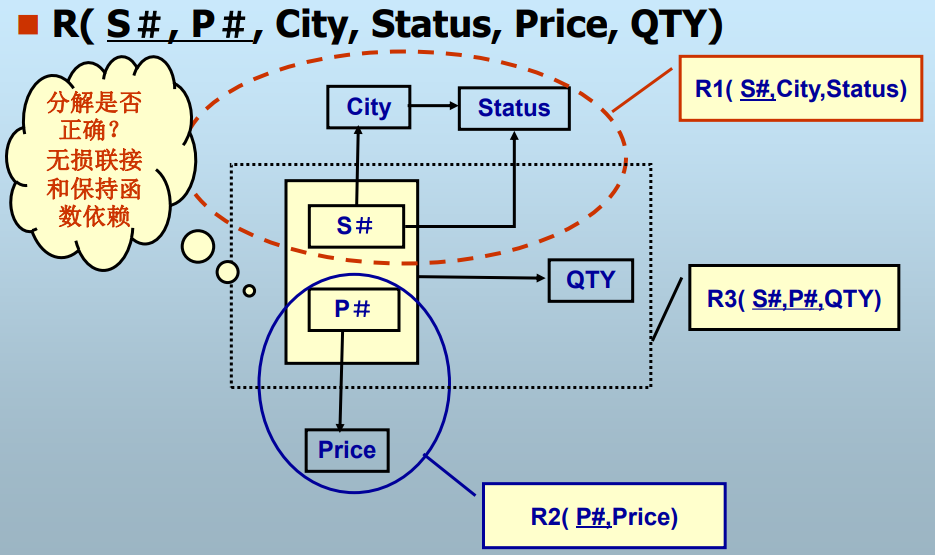 R( S#, P#, City, Status, Price, QTY)
分解是否
正确？
无损联接
和保持函
数依赖
City
Status
R1( S#,City,Status)
S#
QTY
P#
R3( S#,P#,QTY)
Price
R2( P#,Price)